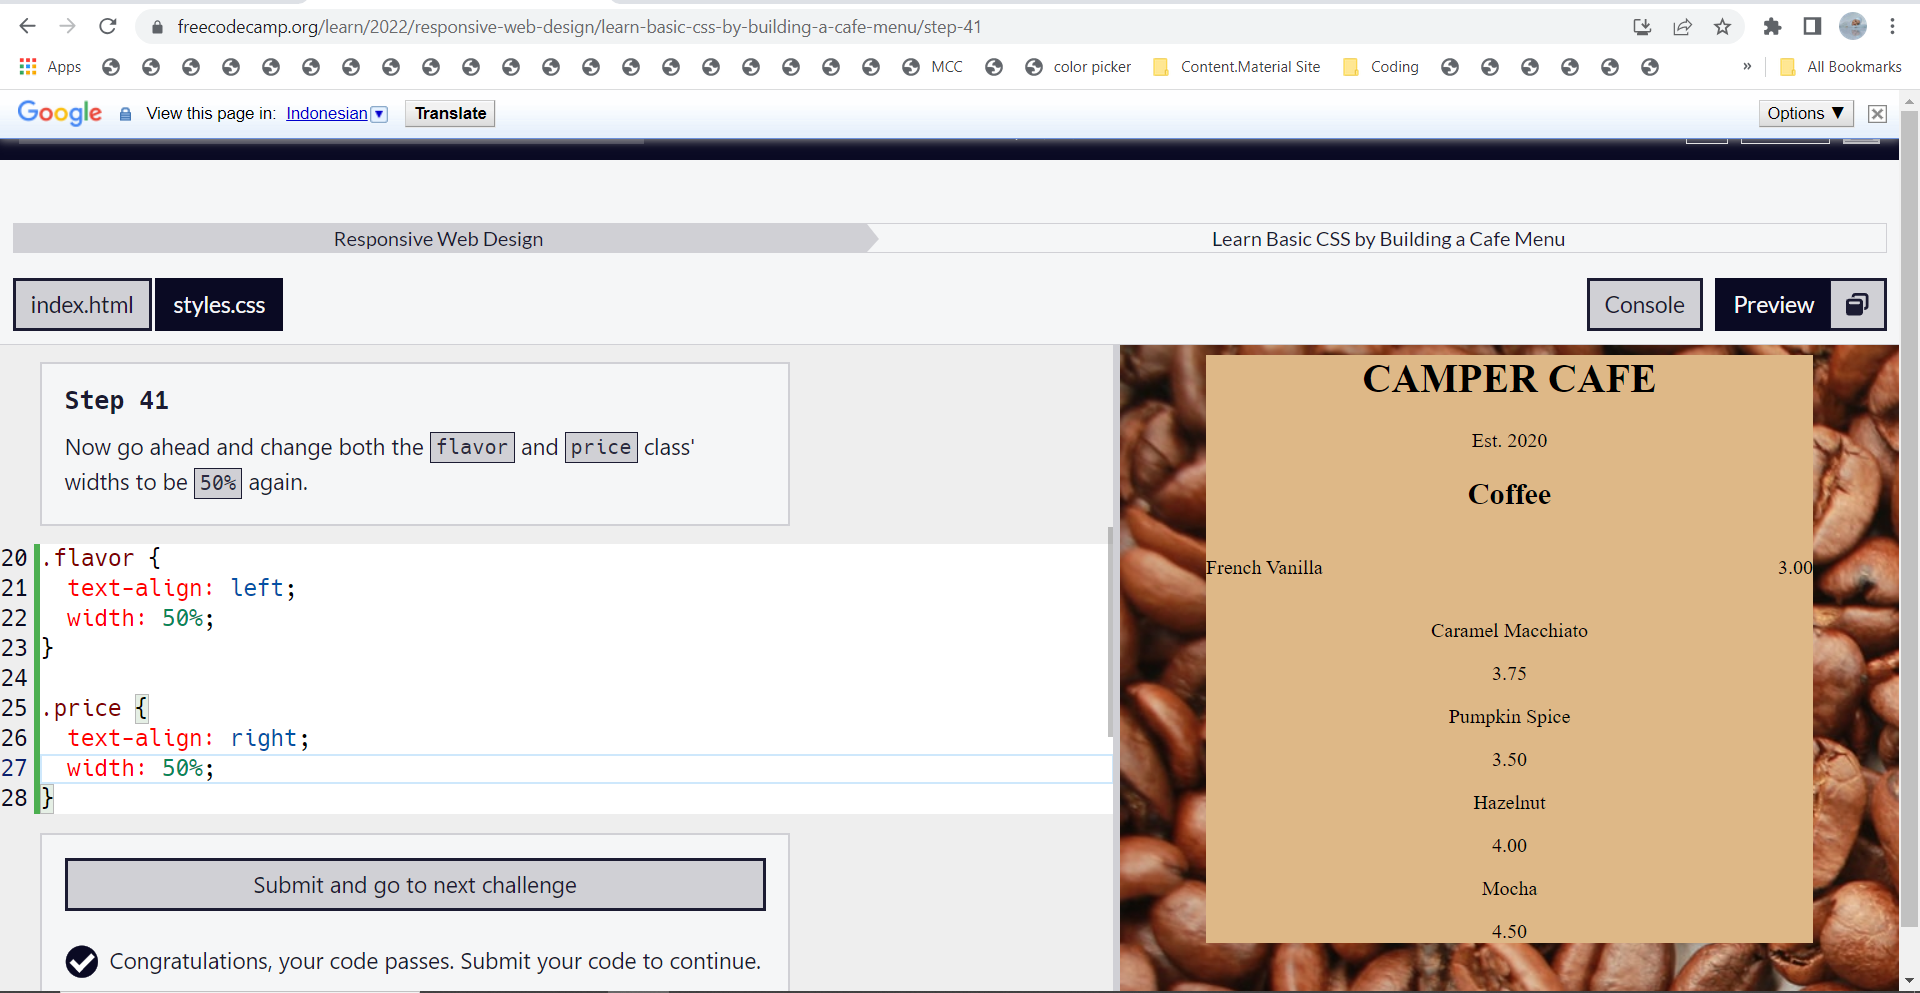 freecodecamp.org/learn/2022/responsive-web-design/learn-basic-css-by-building-a-cafe-menu/step-41
Apps MCC color picker Content.Material Site Coding » All Bookmarks
Google View this page in: Indonesian Translate Options ▼
Responsive Web Design Learn Basic CSS by Building a Cafe Menu
index.html styles.css Console Preview
Step 41
Now go ahead and change both the flavor and price class'
widths to be 50% again.
20 .flavor {
21 text-align: left;
22 width: 50%;
23 }
24
25 .price {
26 text-align: right;
27 width: 50%;
28 }
Submit and go to next challenge
Congratulations, your code passes. Submit your code to continue.
CAMPER CAFE
Est. 2020
Coffee
French Vanilla 3.00
Caramel Macchiato
3.75
Pumpkin Spice
3.50
Hazelnut
4.00
Mocha
4.50